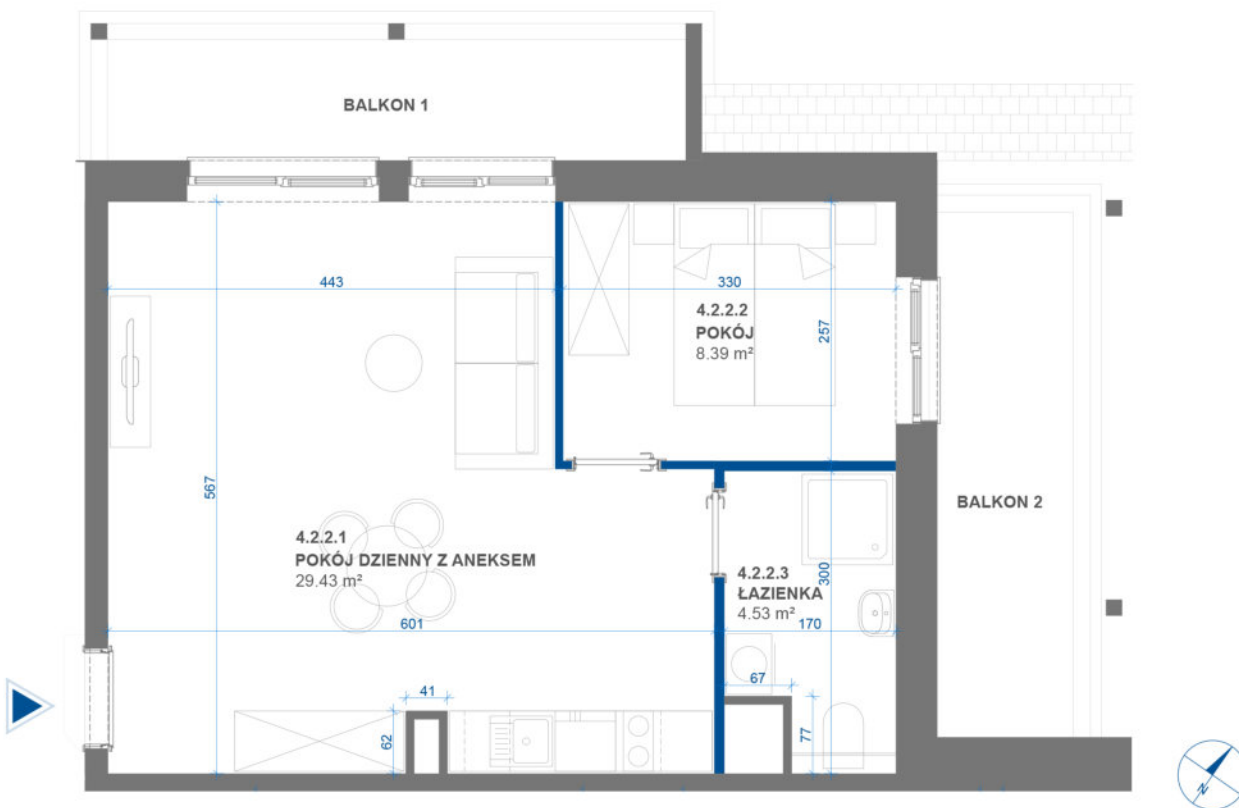 BALKON 1
443
330
4.2.2.2
POKÓJ
8.39 m²
257
567
BALKON 2
4.2.2.1
POKÓJ DZIENNY Z ANEKSEM
29.43 m²
300
4.2.2.3
ŁAZIENKA
4.53 m²
601
170
67
41
62
77
N